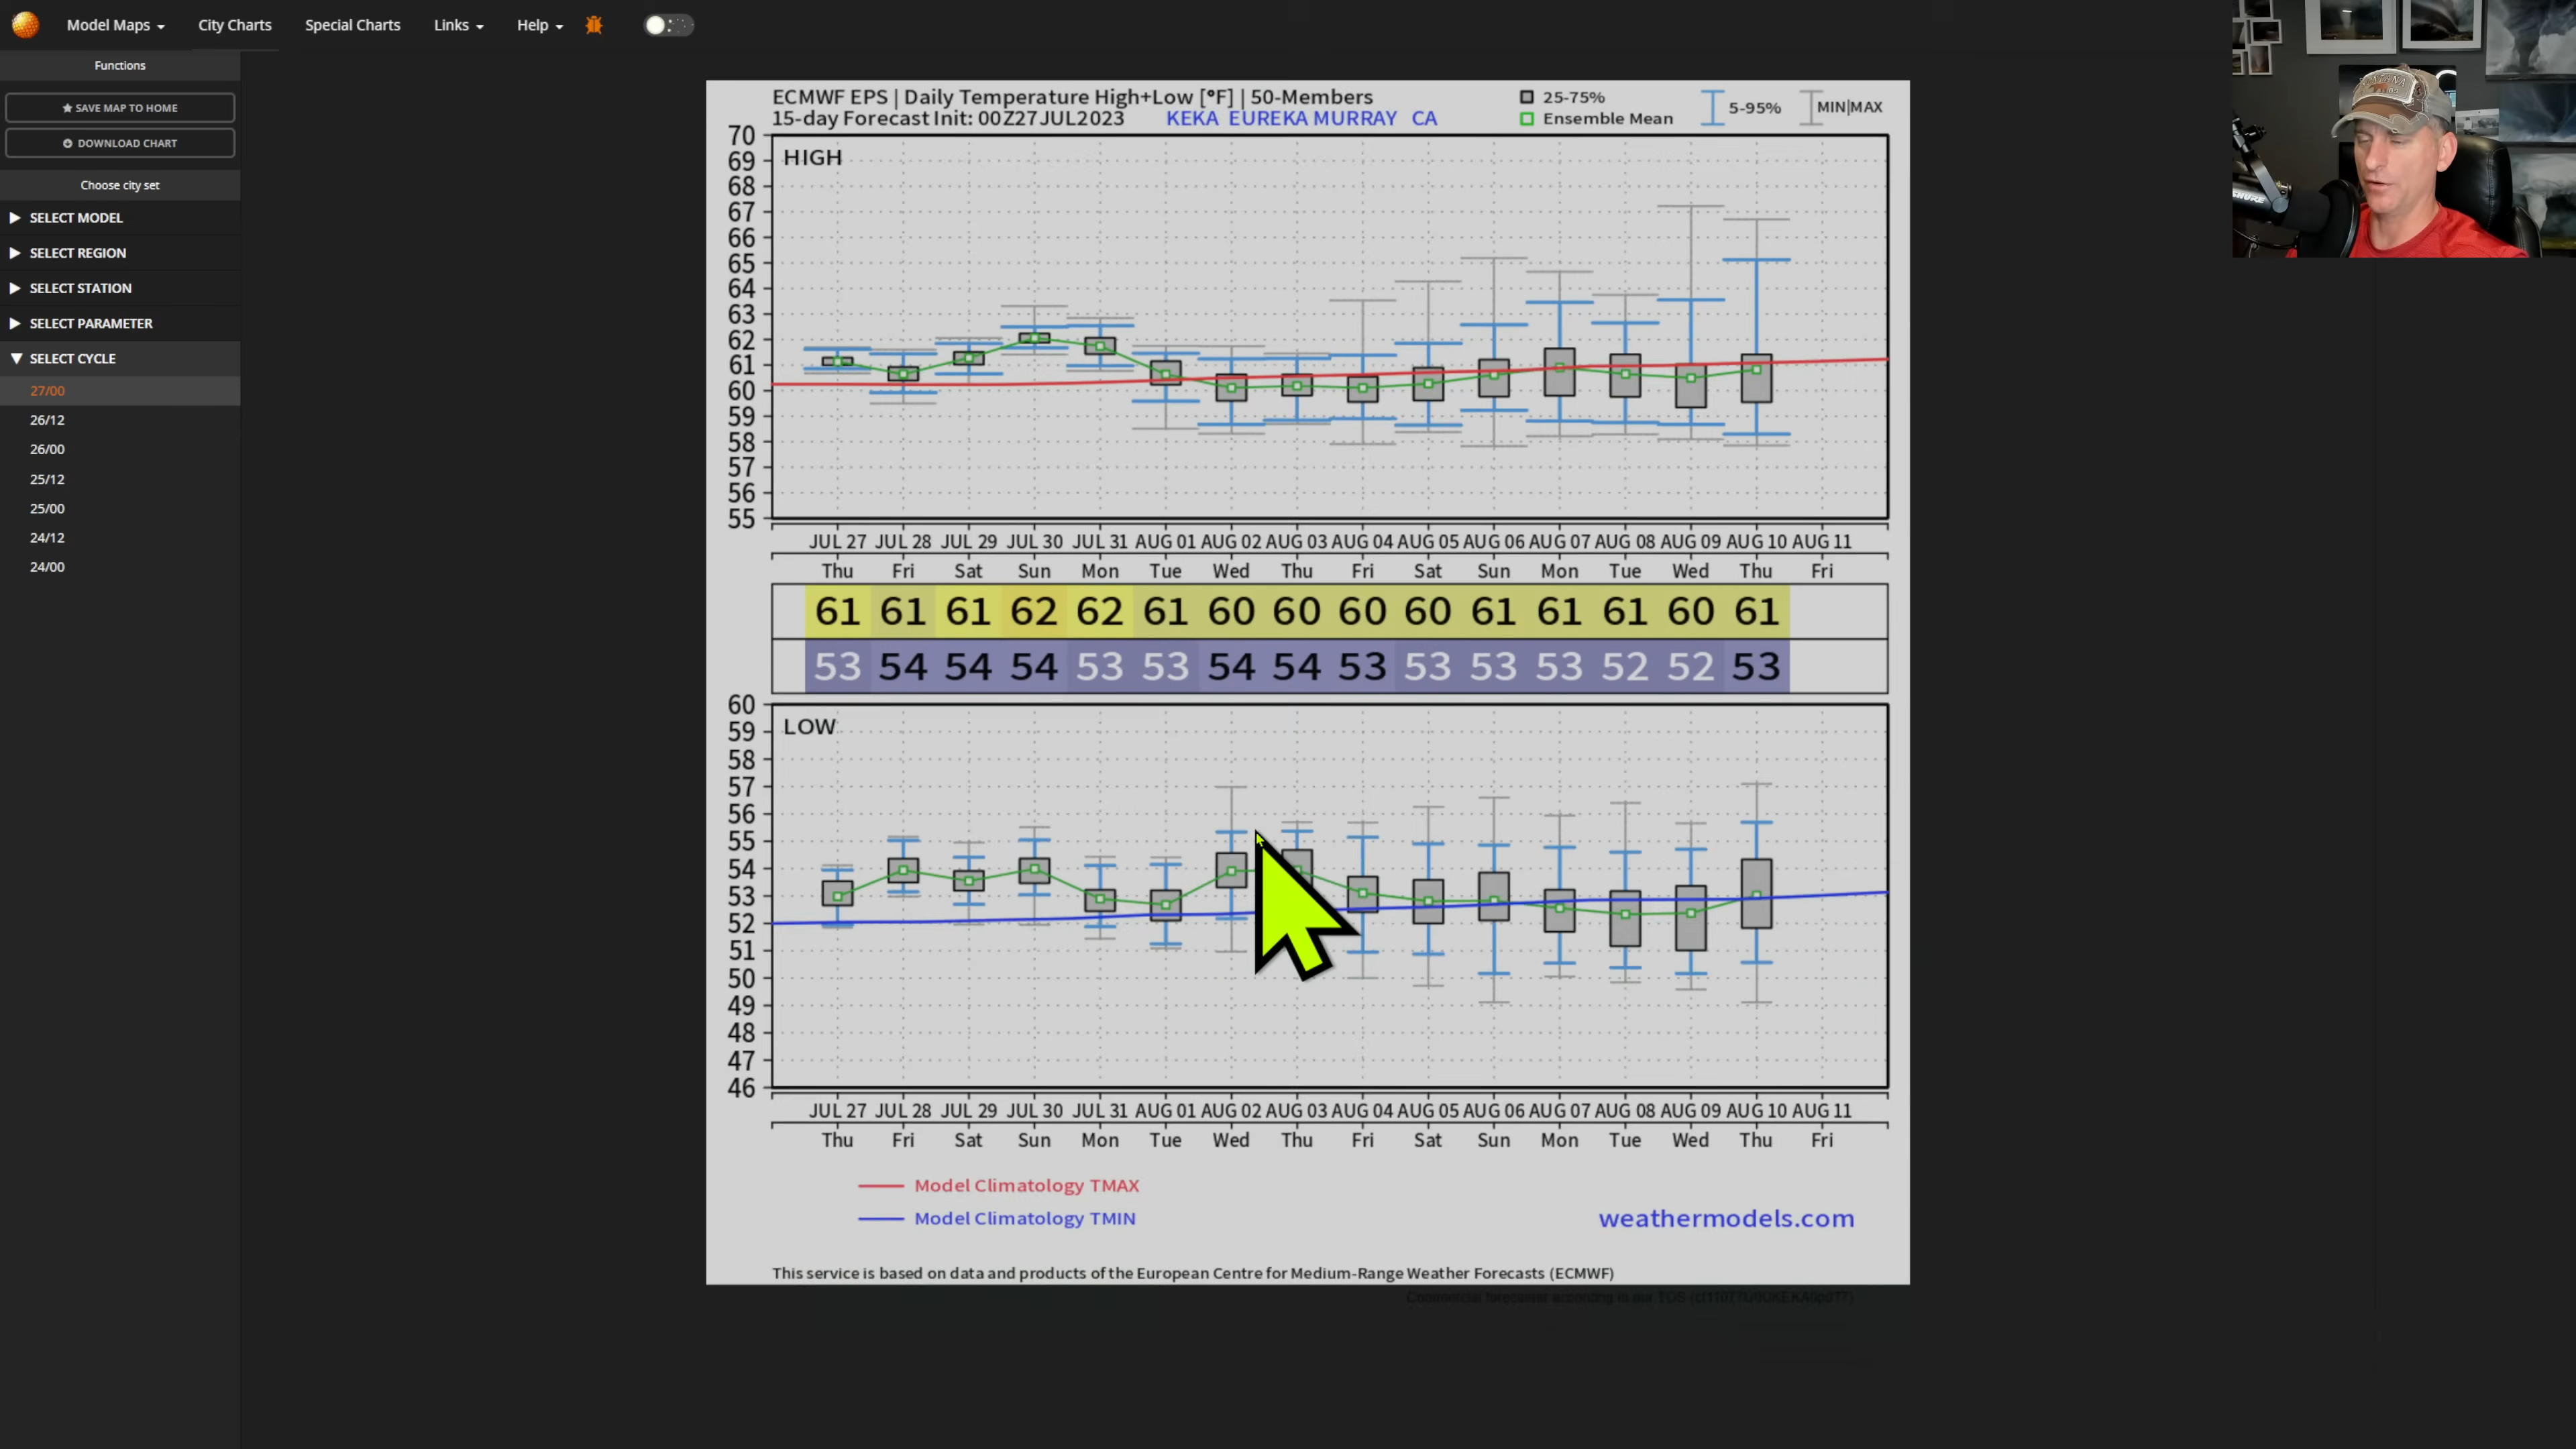 Model Maps City Charts Special Charts Links Help
Functions
SAVE MAP TO HOME
DOWNLOAD CHART
Choose city set
SELECT MODEL
SELECT REGION
SELECT STATION
SELECT PARAMETER
SELECT CYCLE
27/00
26/12
26/00
25/12
25/00
24/12
24/00
ECMWF EPS | Daily Temperature High+Low [°F] | 50-Members
15-day Forecast Init: 00Z27JUL2023 KEKA EUREKA MURRAY CA
25-75% 5-95% MIN|MAX
Ensemble Mean
HIGH
70
69
68
67
66
65
64
63
62
61
60
59
58
57
56
55
JUL 27 JUL 28 JUL 29 JUL 30 JUL 31 AUG 01 AUG 02 AUG 03 AUG 04 AUG 05 AUG 06 AUG 07 AUG 08 AUG 09 AUG 10 AUG 11
Thu Fri Sat Sun Mon Tue Wed Thu Fri Sat Sun Mon Tue Wed Thu Fri
61 61 61 62 62 61 60 60 60 60 61 61 61 60 61
53 54 54 54 53 53 54 54 53 53 53 53 52 52 53
LOW
60
59
58
57
56
55
54
53
52
51
50
49
48
47
46
JUL 27 JUL 28 JUL 29 JUL 30 JUL 31 AUG 01 AUG 02 AUG 03 AUG 04 AUG 05 AUG 06 AUG 07 AUG 08 AUG 09 AUG 10 AUG 11
Thu Fri Sat Sun Mon Tue Wed Thu Fri Sat Sun Mon Tue Wed Thu Fri
Model Climatology TMAX
Model Climatology TMIN
weathermodels.com
This service is based on data and products of the European Centre for Medium-Range Weather Forecasts (ECMWF)
SHURE